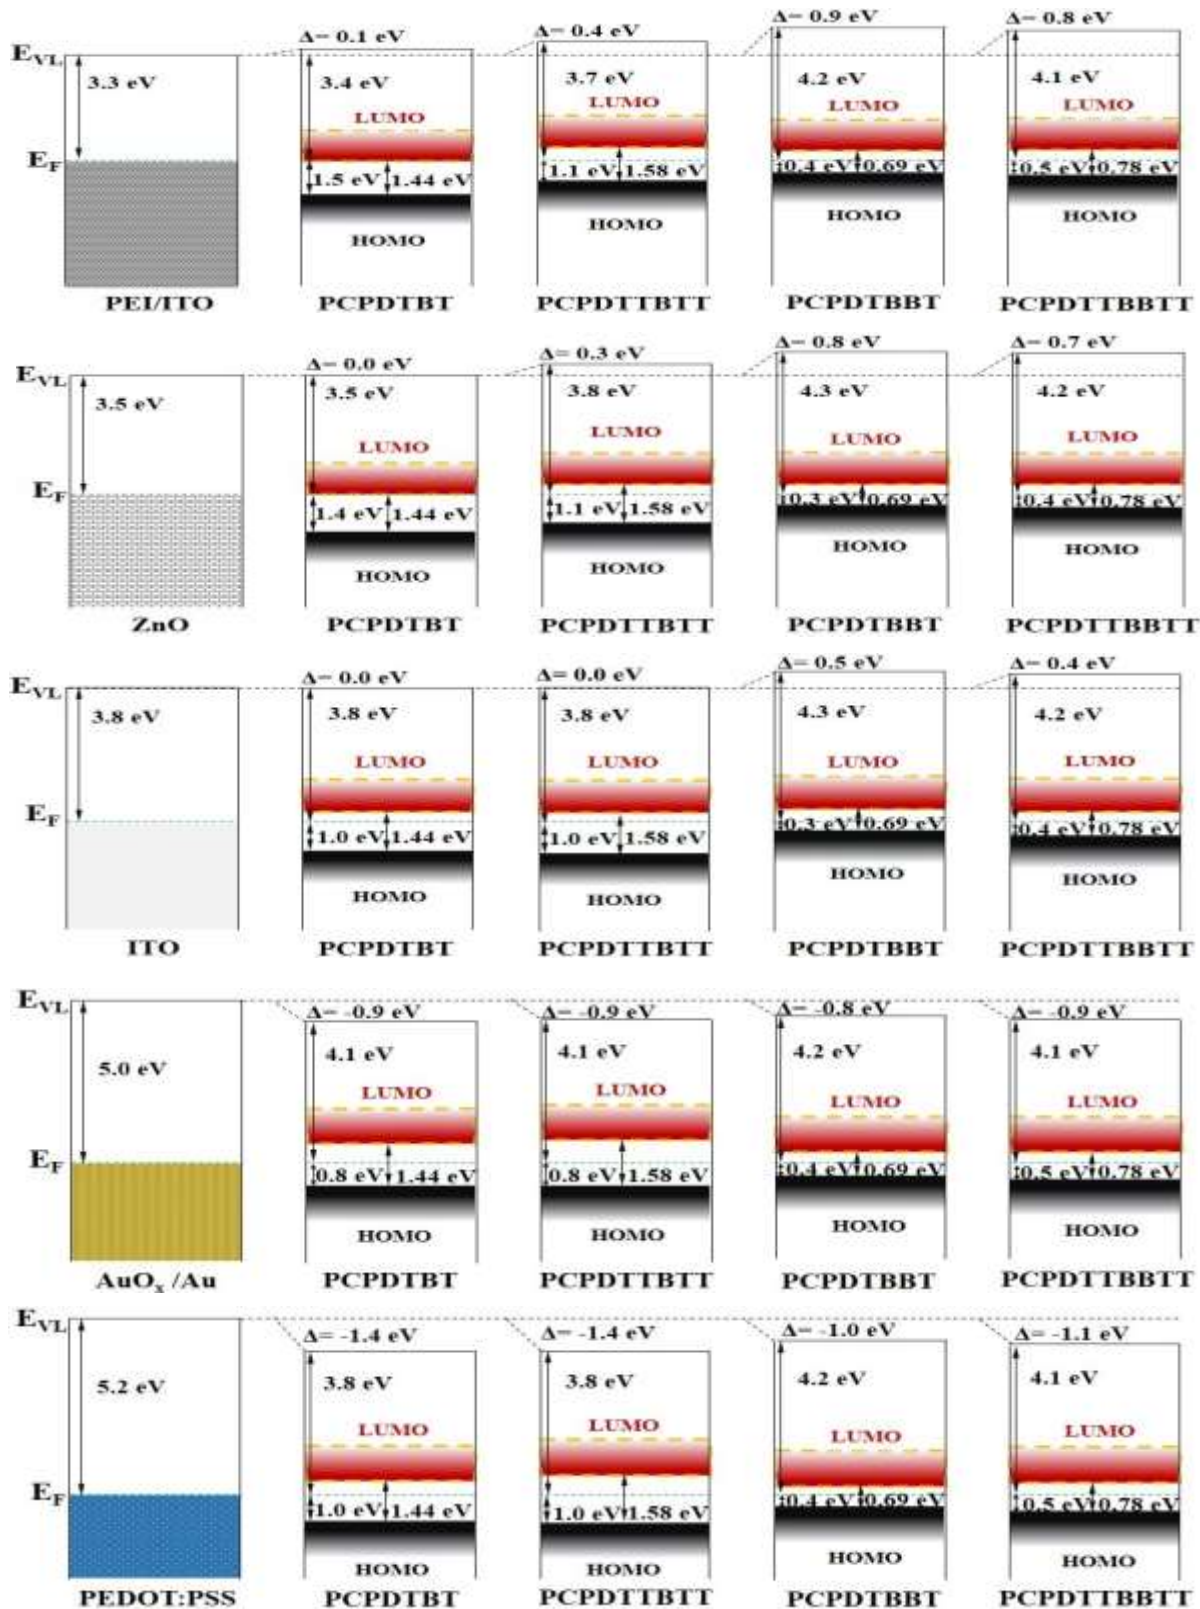 Δ= 0.1 eV Δ= 0.4 eV Δ= 0.9 eV Δ= 0.8 eV
E_VL
3.3 eV 3.4 eV 3.7 eV 4.2 eV 4.1 eV
LUMO LUMO LUMO LUMO
E_F
1.5 eV 1.44 eV 1.1 eV 1.58 eV 0.4 eV 0.69 eV 0.5 eV 0.78 eV
HOMO HOMO HOMO HOMO
PEI/ITO PCPDTBT PCPDTTBTT PCPDTBBT PCPDTTBBTT
Δ= 0.0 eV Δ= 0.3 eV Δ= 0.8 eV Δ= 0.7 eV
E_VL
3.5 eV 3.5 eV 3.8 eV 4.3 eV 4.2 eV
LUMO LUMO LUMO LUMO
E_F
1.4 eV 1.44 eV 1.1 eV 1.58 eV 0.3 eV 0.69 eV 0.4 eV 0.78 eV
HOMO HOMO HOMO HOMO
ZnO PCPDTBT PCPDTTBTT PCPDTBBT PCPDTTBBTT
Δ= 0.0 eV Δ= 0.0 eV Δ= 0.5 eV Δ= 0.4 eV
E_VL
3.8 eV 3.8 eV 3.8 eV 4.3 eV 4.2 eV
LUMO LUMO LUMO LUMO
E_F
1.0 eV 1.44 eV 1.0 eV 1.58 eV 0.3 eV 0.69 eV 0.4 eV 0.78 eV
HOMO HOMO HOMO HOMO
ITO PCPDTBT PCPDTTBTT PCPDTBBT PCPDTTBBTT
E_VL
Δ= -0.9 eV Δ= -0.9 eV Δ= -0.8 eV Δ= -0.9 eV
5.0 eV 4.1 eV 4.1 eV 4.2 eV 4.1 eV
LUMO LUMO LUMO LUMO
E_F
0.8 eV 1.44 eV 0.8 eV 1.58 eV 0.4 eV 0.69 eV 0.5 eV 0.78 eV
HOMO HOMO HOMO HOMO
AuO_x /Au PCPDTBT PCPDTTBTT PCPDTBBT PCPDTTBBTT
E_VL
Δ= -1.4 eV Δ= -1.4 eV Δ= -1.0 eV Δ= -1.1 eV
5.2 eV 3.8 eV 3.8 eV 4.2 eV 4.1 eV
LUMO LUMO LUMO LUMO
E_F
1.0 eV 1.44 eV 1.0 eV 1.58 eV 0.4 eV 0.69 eV 0.5 eV 0.78 eV
HOMO HOMO HOMO HOMO
PEDOT:PSS PCPDTBT PCPDTTBTT PCPDTBBT PCPDTTBBTT